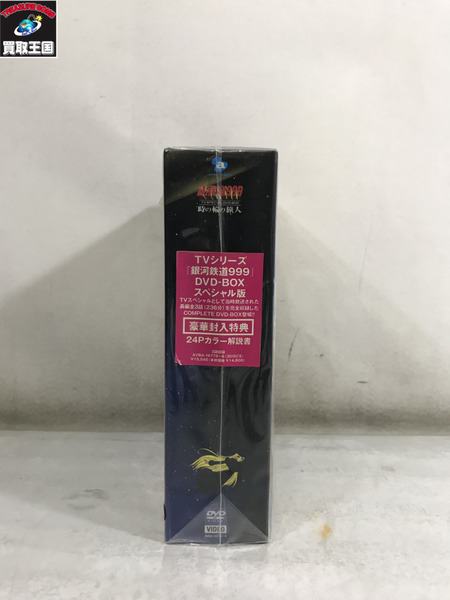 TREASURE KINGDOM
買取王国
a
時の輪の旅人
TVシリーズ
「銀河鉄道999」
DVD-BOX
スペシャル版
TVスペシャルとして当時放送された
長編全3話(236分)を完全収録した
COMPLETE DVD-BOX登場!!
豪華封入特典
24Pカラー解説書
DVD
VIDEO
VIDEO